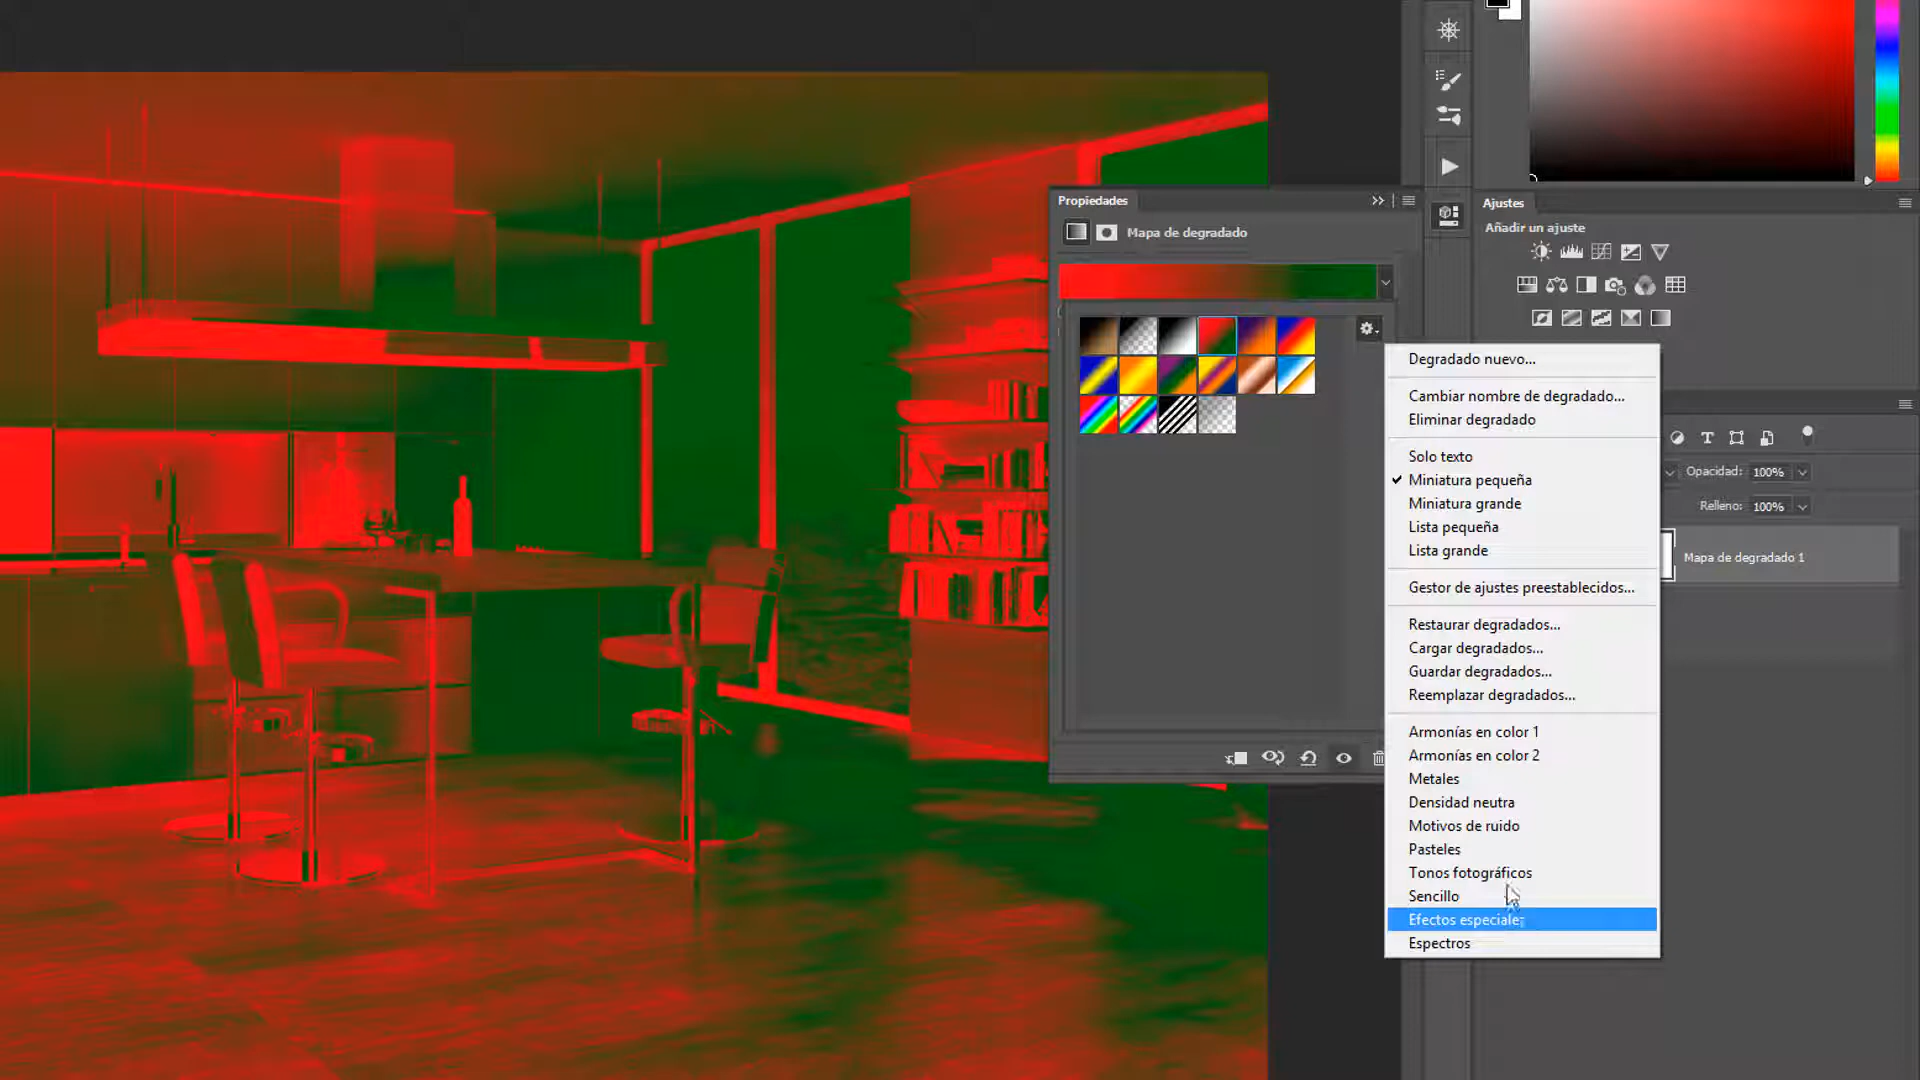 Propiedades
Mapa de degradado
Ajustes
Añadir un ajuste
Degradado nuevo...
Cambiar nombre de degradado...
Eliminar degradado
Solo texto
Miniatura pequeña
Miniatura grande
Lista pequeña
Lista grande
Gestor de ajustes preestablecidos...
Restaurar degradados...
Cargar degradados...
Guardar degradados...
Reemplazar degradados...
Armonías en color 1
Armonías en color 2
Metales
Densidad neutra
Motivos de ruido
Pasteles
Tonos fotográficos
Sencillo
Efectos especiales
Espectros
Opacidad: 100%
Relleno: 100%
Mapa de degradado 1